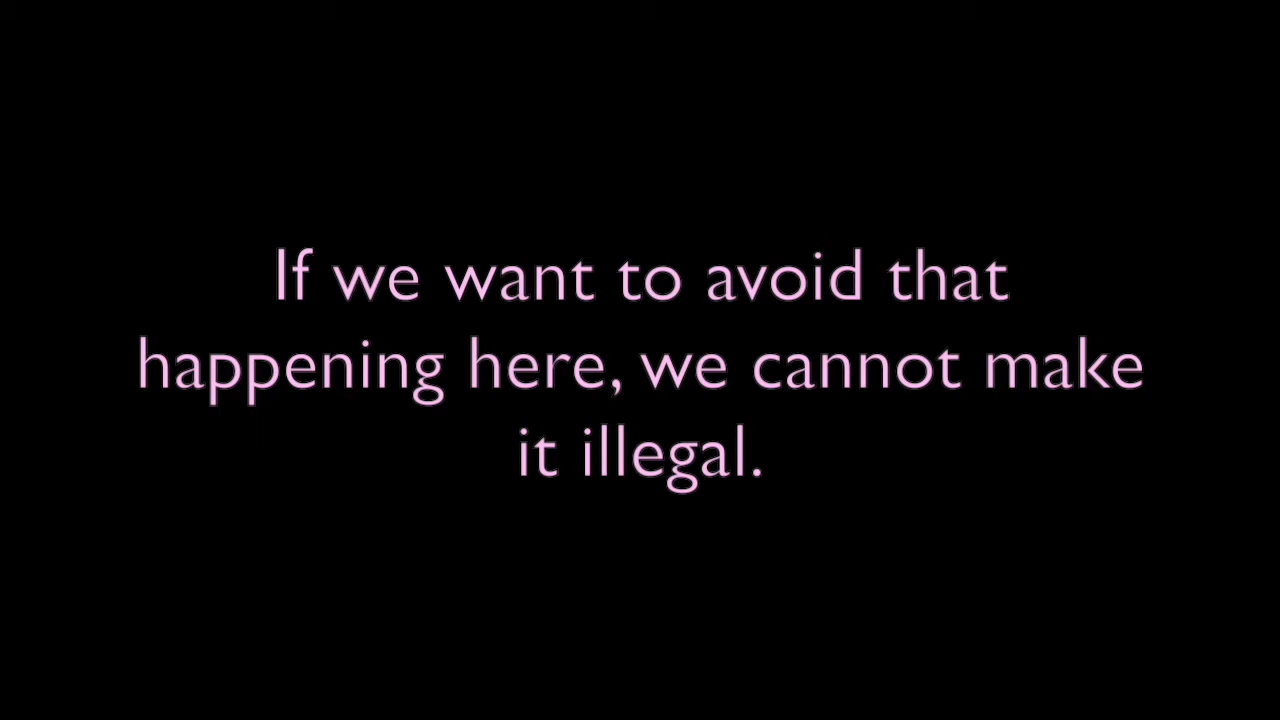 If we want to avoid that
happening here, we cannot make
it illegal.